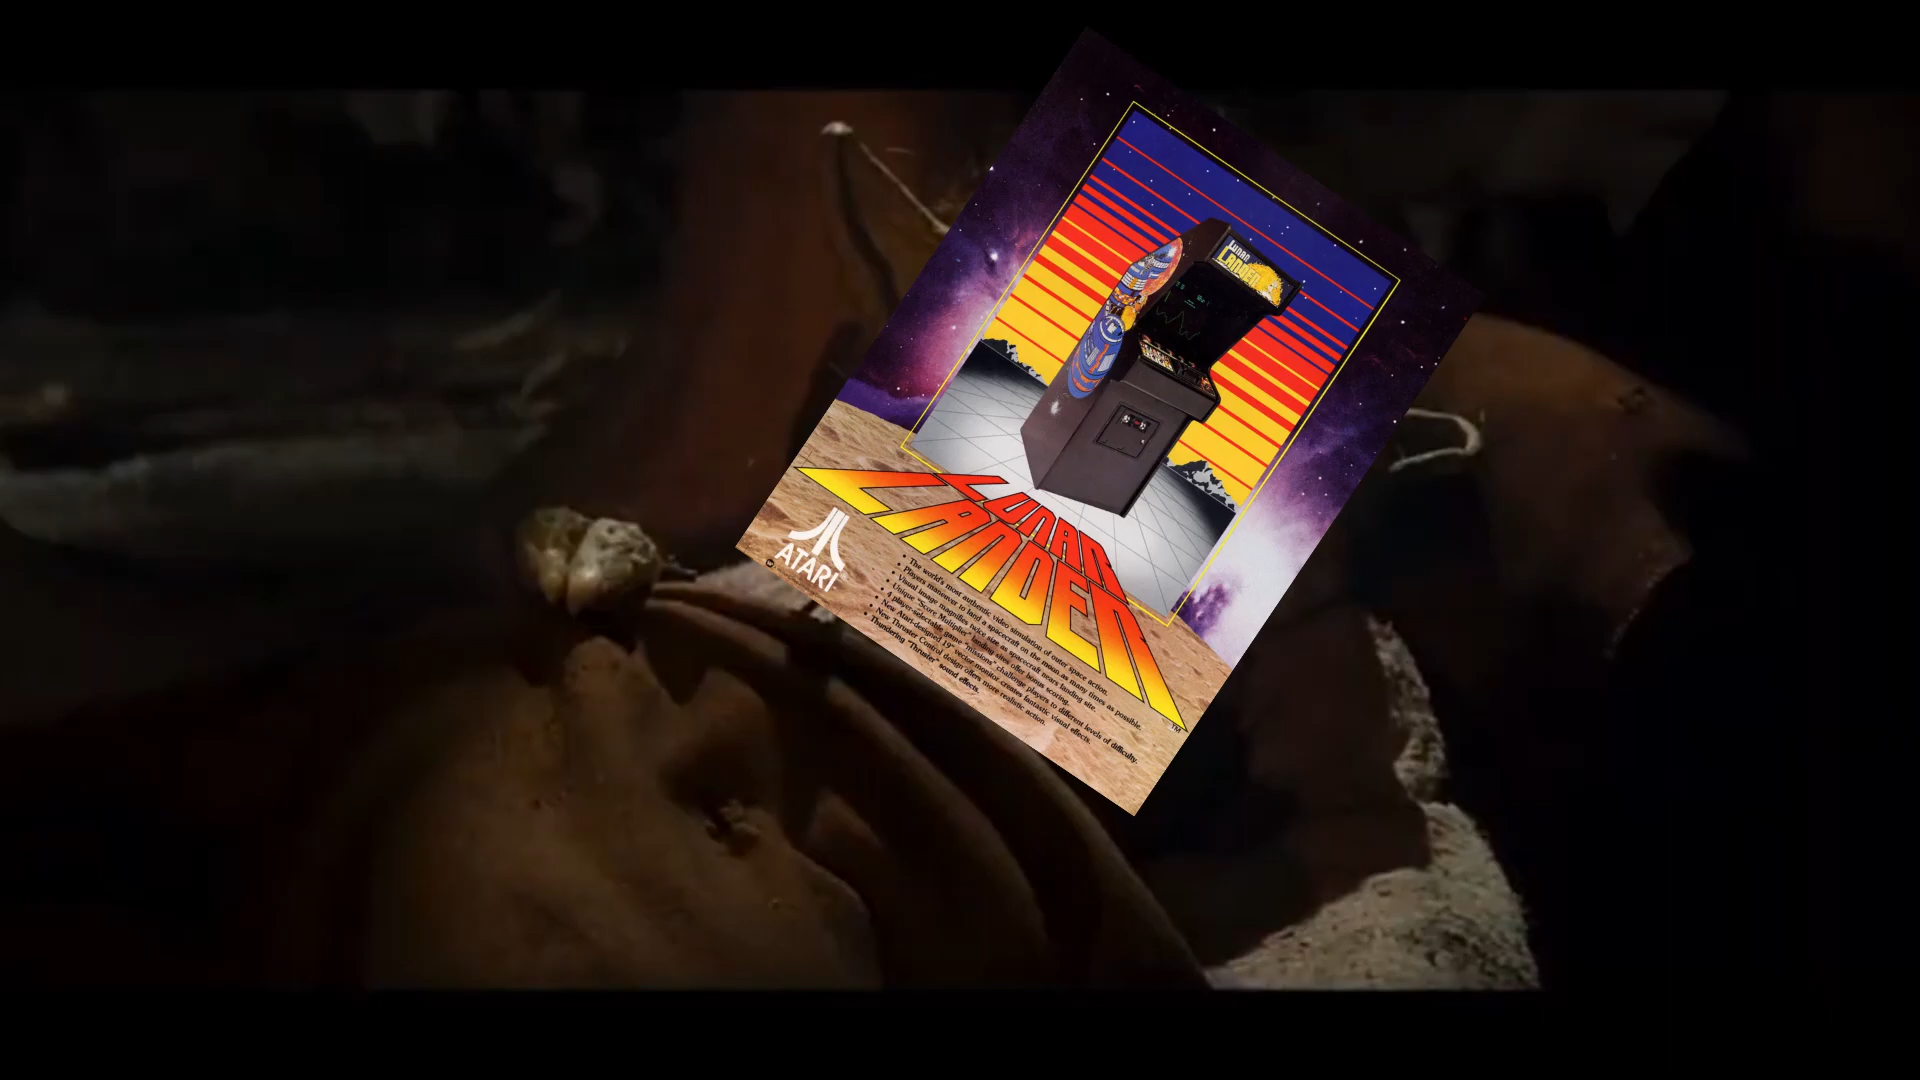 LUNAR
LANDER
LUNAR
LANDER
TM
ATARI
• The world's most authentic video simulation of outer space action.
• Players maneuver to land a spacecraft on the moon as many times as possible.
• Visual image magnifies twice size as spacecraft nears landing site.
• Unique "Score Multiplier" landing sites offer bonus scoring.
• 4 player-selectable game "missions" challenge players to different levels of difficulty.
• New Atari-designed 19" vector-monitor creates fantastic visual effects.
• New Thruster Control design offers more realistic action.
• Thundering "Thruster" sound effects.